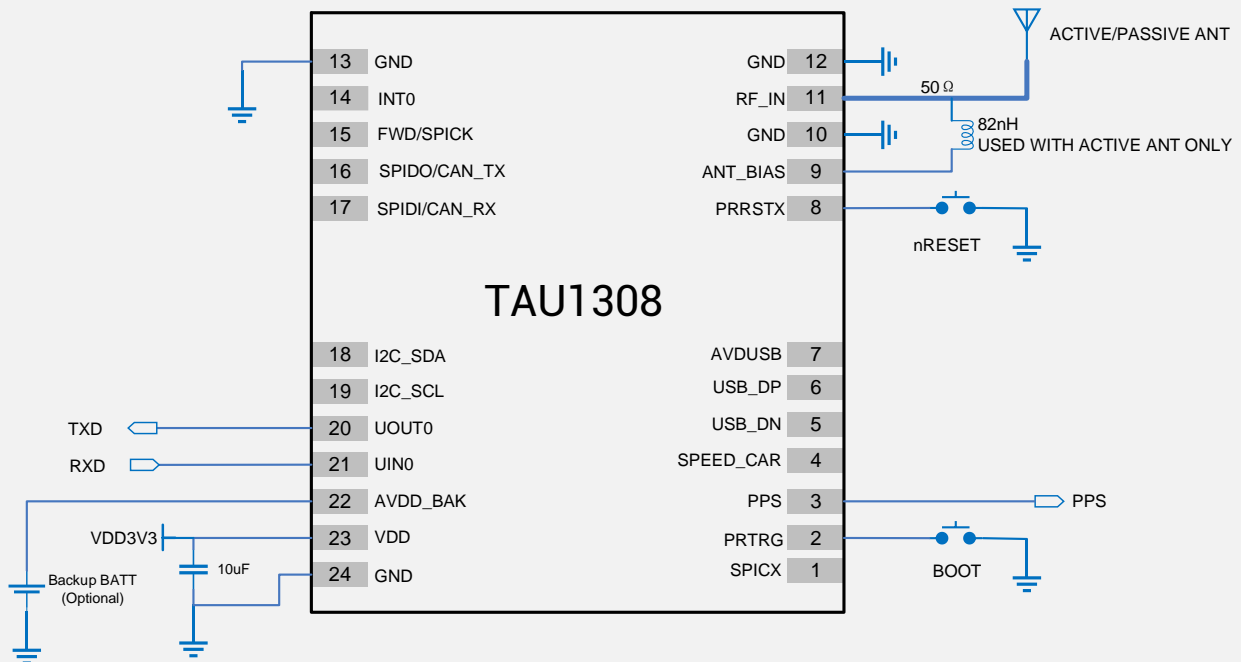 ACTIVE/PASSIVE ANT
13 GND
GND 12
14 INT0
RF_IN 11
50 Ω
15 FWD/SPICK
GND 10
82nH
USED WITH ACTIVE ANT ONLY
16 SPIDO/CAN_TX
ANT_BIAS 9
17 SPIDI/CAN_RX
PRRSTX 8
nRESET
TAU1308
18 I2C_SDA
AVDUSB 7
19 I2C_SCL
USB_DP 6
TXD
20 UOUT0
USB_DN 5
RXD
21 UIN0
SPEED_CAR 4
22 AVDD_BAK
PPS 3
PPS
VDD3V3
23 VDD
PRTRG 2
BOOT
10uF
24 GND
SPICX 1
Backup BATT
(Optional)